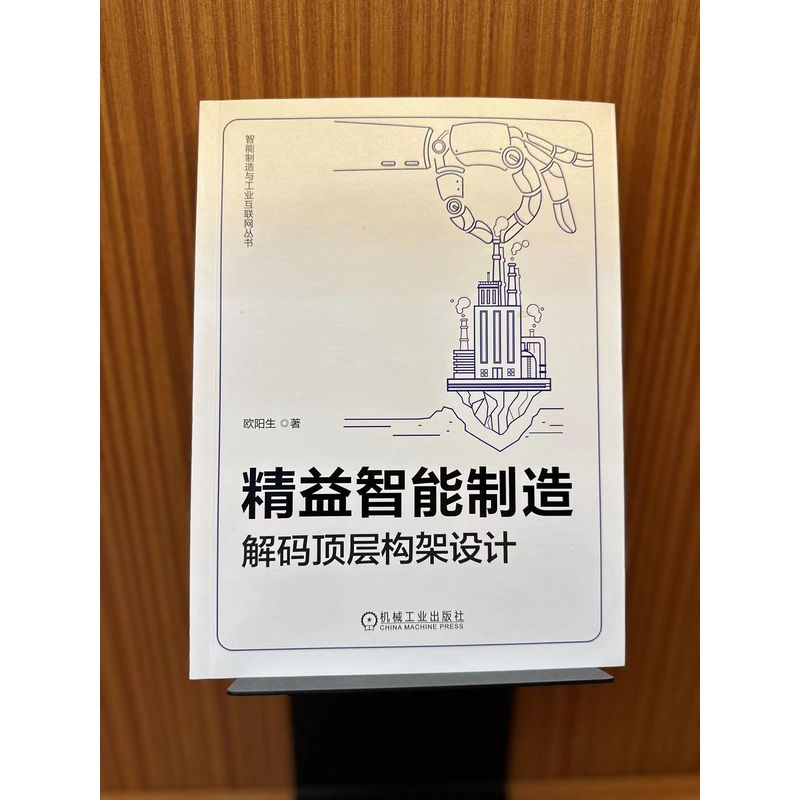 智能制造与工业互联网丛书
欧阳生 ◎ 著
精益智能制造
解码顶层构架设计
机械工业出版社
CHINA MACHINE PRESS